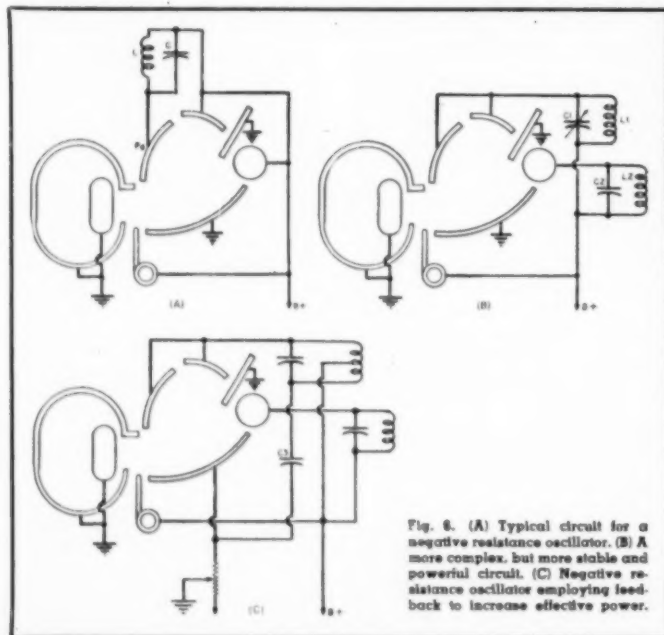 L
C
P2
B+
(A)
C1
L1
C2
L2
B+
(B)
C3
B+
(C)
Fig. 6. (A) Typical circuit for a
negative resistance oscillator. (B) A
more complex, but more stable and
powerful circuit. (C) Negative re-
sistance oscillator employing feed-
back to increase effective power.